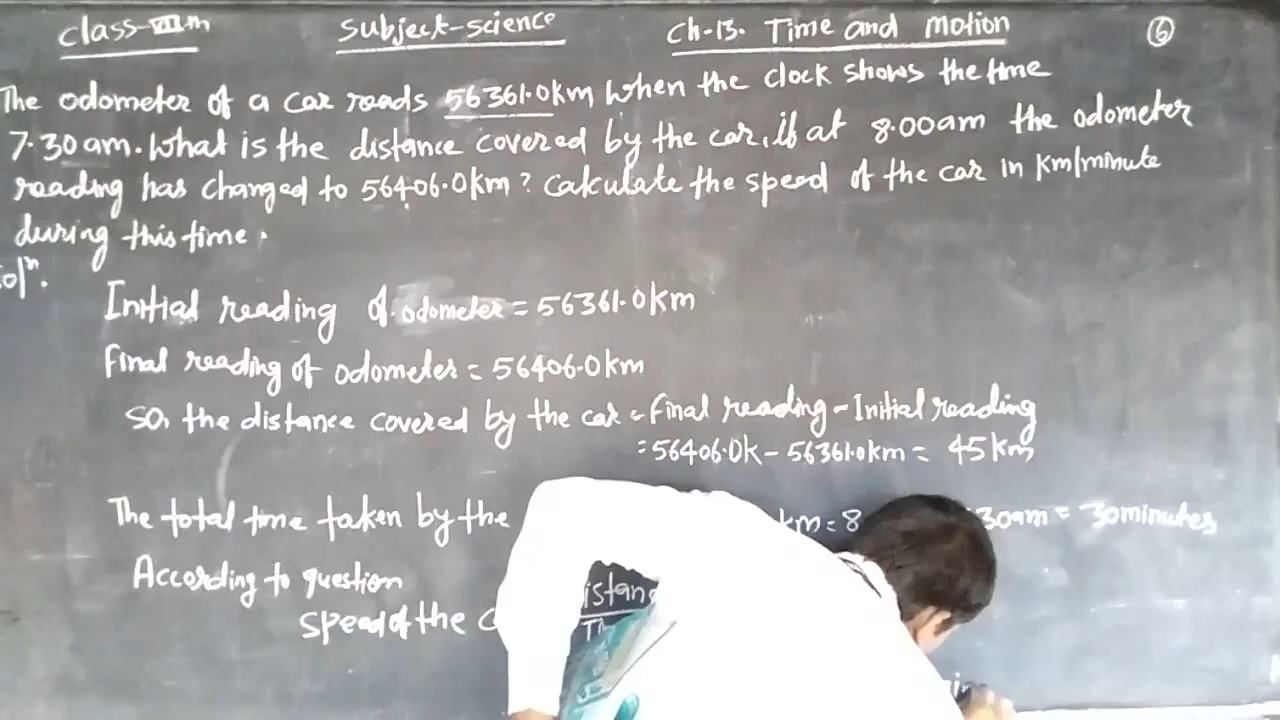 class-VIIth Subject-science Ch-13. Time and Motion 6
The odometer of a car reads 56361.0km when the clock shows the time
7.30am. What is the distance covered by the car, if at 8.00am the odometer
reading has changed to 56406.0km? Calculate the speed of the car in km/minute
during this time.
Solⁿ.
Initial reading of odometer = 56361.0km
Final reading of odometer = 56406.0km
So, the distance covered by the car = Final reading - Initial reading
= 56406.0k - 56361.0km = 45km
The total time taken by the km = 8 30am = 30minutes
According to question
speed of the